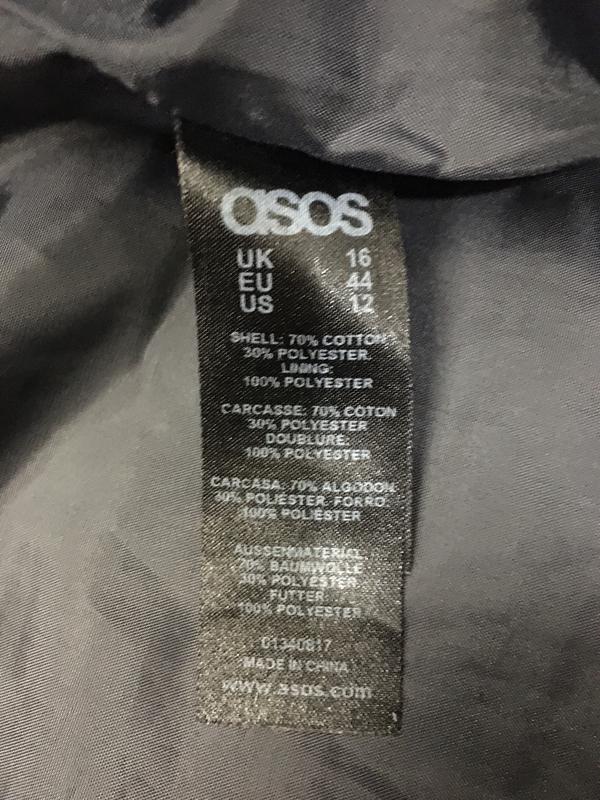 asos
UK 16
EU 44
US 12
SHELL: 70% COTTON
30% POLYESTER.
LINING:
100% POLYESTER
CARCASSE: 70% COTON
30% POLYESTER
DOUBLURE:
100% POLYESTER
CARCASA: 70% ALGODON
30% POLIÉSTER. FORRO:
100% POLIÉSTER
AUSSENMATERIAL:
70% BAUMWOLLE
30% POLYESTER
FUTTER:
100% POLYESTER
01340817
MADE IN CHINA
www.asos.com